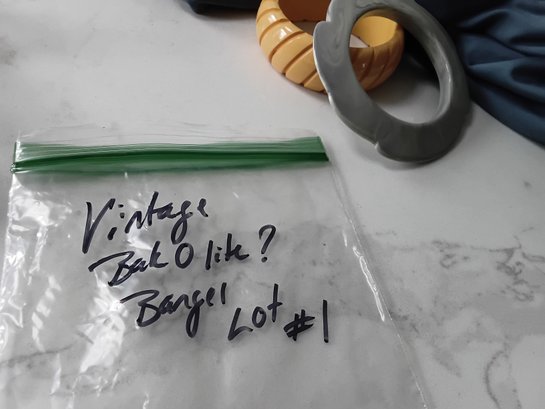 Vintage
BakOlite?
Bangel
Lot #1